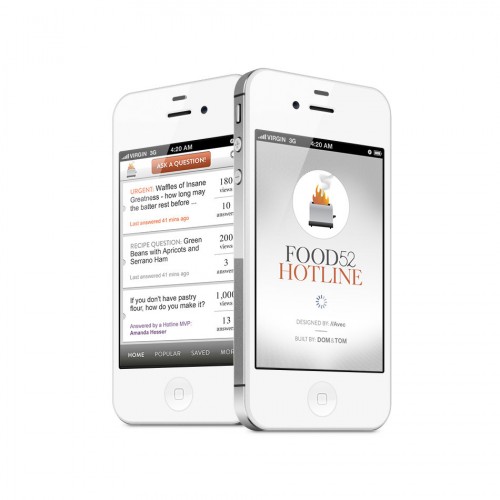 VIRGIN 3G 4:20 AM
ASK A QUESTION!
URGENT: Waffles of Insane
Greatness - how long may
the batter rest before ...
Last answered 41 mins ago
180
views
10
answers
RECIPE QUESTION: Green
Beans with Apricots and
Serrano Ham
Last answered 41 mins ago
200
views
3
answers
If you don't have pastry
flour, how do you make it?
Answered by a Hotline MVP:
Amanda Hesser
1,00
views
13
answers
HOME POPULAR SAVED MOR
VIRGIN 3G 4:20 AM
FOOD52
HOTLINE
DESIGNED BY:
BUILT BY: DOM & TOM